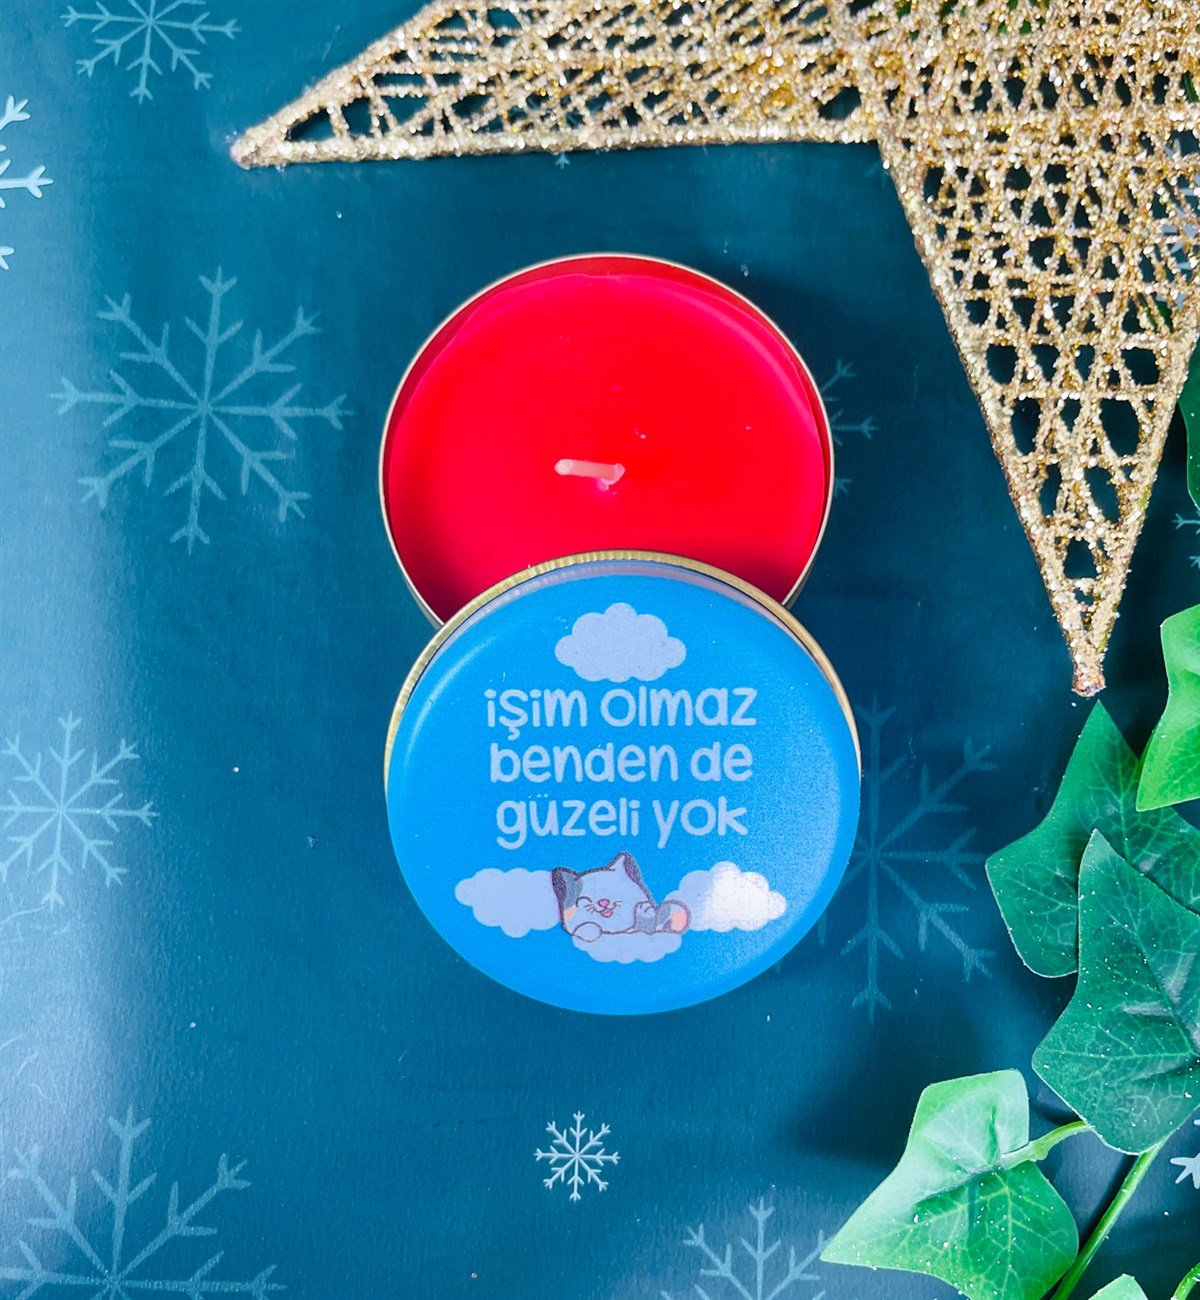 işim olmaz
benden de
güzeli yok